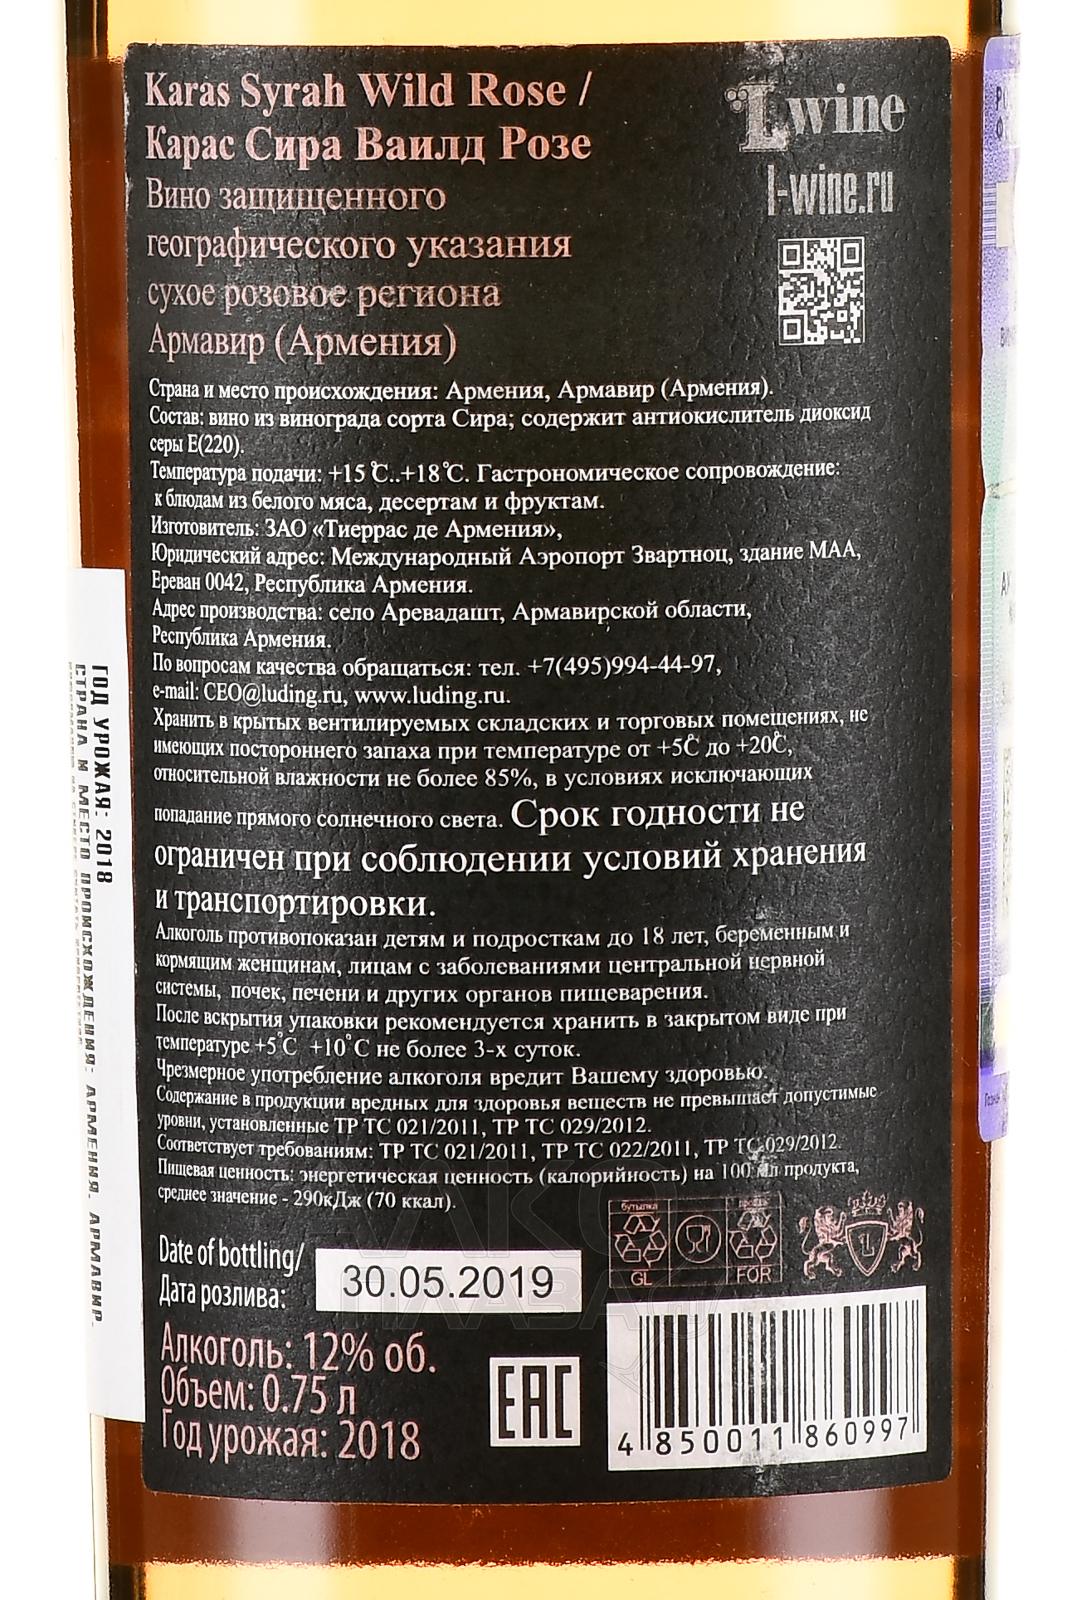 Karas Syrah Wild Rose /
Карас Сира Ваилд Розе
Вино защищенного
географического указания
сухое розовое региона
Армавир (Армения)
L wine
l-wine.ru
Страна и место происхождения: Армения, Армавир (Армения).
Состав: вино из винограда сорта Сира; содержит антиокислитель диоксид
серы Е(220).
Температура подачи: +15℃..+18℃. Гастрономическое сопровождение:
к блюдам из белого мяса, десертам и фруктам.
Изготовитель: ЗАО «Тиеррас де Армения»,
Юридический адрес: Международный Аэропорт Звартноц, здание МАА,
Ереван 0042, Республика Армения.
Адрес производства: село Аревадашт, Армавирской области,
Республика Армения.
По вопросам качества обращаться: тел. +7(495)994-44-97,
e-mail: CEO@luding.ru, www.luding.ru.
Хранить в крытых вентилируемых складских и торговых помещениях, не
имеющих постороннего запаха при температуре от +5℃ до +20℃,
относительной влажности не более 85%, в условиях исключающих
попадание прямого солнечного света. Срок годности не
ограничен при соблюдении условий хранения
и транспортировки.
Алкоголь противопоказан детям и подросткам до 18 лет, беременным и
кормящим женщинам, лицам с заболеваниями центральной нервной
системы, почек, печени и других органов пищеварения.
После вскрытия упаковки рекомендуется хранить в закрытом виде при
температуре +5°С +10°С не более 3-х суток.
Чрезмерное употребление алкоголя вредит Вашему здоровью.
Содержание в продукции вредных для здоровья веществ не превышает допустимые
уровни, установленные ТР ТС 021/2011, ТР ТС 029/2012.
Соответствует требованиям: ТР ТС 021/2011, ТР ТС 022/2011, ТР ТС 029/2012.
Пищевая ценность: энергетическая ценность (калорийность) на 100 мл продукта,
среднее значение - 290кДж (70 ккал).
Date of bottling/
Дата розлива:
30.05.2019
бутылка
GL
пробка
FOR
L
Алкоголь: 12% об.
Объем: 0.75 л
Год урожая: 2018
EAC
4 850011 860997
ГОД УРОЖАЯ: 2018
СТРАНА И МЕСТО ПРОИСХОЖДЕНИЯ: АРМЕНИЯ, АРМАВИР.